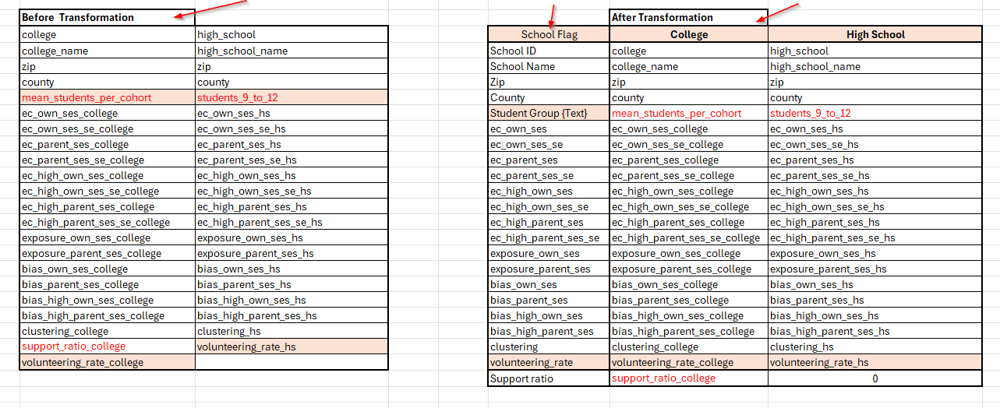 Before  Transformation
college high_school
college_name high_school_name
zip zip
county county
mean_students_per_cohort students_9_to_12
ec_own_ses_college ec_own_ses_hs
ec_own_ses_se_college ec_own_ses_se_hs
ec_parent_ses_college ec_parent_ses_hs
ec_parent_ses_se_college ec_parent_ses_se_hs
ec_high_own_ses_college ec_high_own_ses_hs
ec_high_own_ses_se_college ec_high_own_ses_se_hs
ec_high_parent_ses_college ec_high_parent_ses_hs
ec_high_parent_ses_se_college ec_high_parent_ses_se_hs
exposure_own_ses_college exposure_own_ses_hs
exposure_parent_ses_college exposure_parent_ses_hs
bias_own_ses_college bias_own_ses_hs
bias_parent_ses_college bias_parent_ses_hs
bias_high_own_ses_college bias_high_own_ses_hs
bias_high_parent_ses_college bias_high_parent_ses_hs
clustering_college clustering_hs
support_ratio_college volunteering_rate_hs
volunteering_rate_college
After Transformation
School Flag College High School
School ID college high_school
School Name college_name high_school_name
Zip zip zip
County county county
Student Group {Text} mean_students_per_cohort students_9_to_12
ec_own_ses ec_own_ses_college ec_own_ses_hs
ec_own_ses_se ec_own_ses_se_college ec_own_ses_se_hs
ec_parent_ses ec_parent_ses_college ec_parent_ses_hs
ec_parent_ses_se ec_parent_ses_se_college ec_parent_ses_se_hs
ec_high_own_ses ec_high_own_ses_college ec_high_own_ses_hs
ec_high_own_ses_se ec_high_own_ses_se_college ec_high_own_ses_se_hs
ec_high_parent_ses ec_high_parent_ses_college ec_high_parent_ses_hs
ec_high_parent_ses_se ec_high_parent_ses_se_college ec_high_parent_ses_se_hs
exposure_own_ses exposure_own_ses_college exposure_own_ses_hs
exposure_parent_ses exposure_parent_ses_college exposure_parent_ses_hs
bias_own_ses bias_own_ses_college bias_own_ses_hs
bias_parent_ses bias_parent_ses_college bias_parent_ses_hs
bias_high_own_ses bias_high_own_ses_college bias_high_own_ses_hs
bias_high_parent_ses bias_high_parent_ses_college bias_high_parent_ses_hs
clustering clustering_college clustering_hs
volunteering_rate volunteering_rate_college volunteering_rate_hs
Support ratio support_ratio_college 0